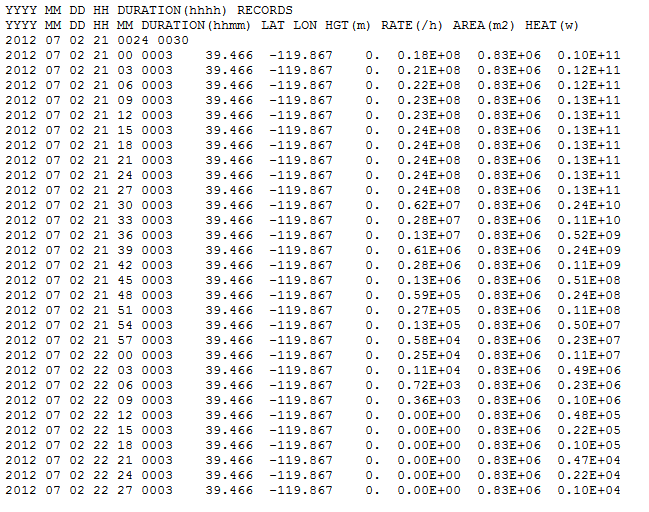 YYYY MM DD HH DURATION(hhhh) RECORDS
YYYY MM DD HH MM DURATION(hhmm) LAT LON HGT(m) RATE(/h) AREA(m2) HEAT(w)
2012 07 02 21 0024 0030
2012 07 02 21 00 0003    39.466  -119.867    0.  0.18E+08  0.83E+06  0.10E+11
2012 07 02 21 03 0003    39.466  -119.867    0.  0.21E+08  0.83E+06  0.12E+11
2012 07 02 21 06 0003    39.466  -119.867    0.  0.22E+08  0.83E+06  0.12E+11
2012 07 02 21 09 0003    39.466  -119.867    0.  0.23E+08  0.83E+06  0.13E+11
2012 07 02 21 12 0003    39.466  -119.867    0.  0.23E+08  0.83E+06  0.13E+11
2012 07 02 21 15 0003    39.466  -119.867    0.  0.24E+08  0.83E+06  0.13E+11
2012 07 02 21 18 0003    39.466  -119.867    0.  0.24E+08  0.83E+06  0.13E+11
2012 07 02 21 21 0003    39.466  -119.867    0.  0.24E+08  0.83E+06  0.13E+11
2012 07 02 21 24 0003    39.466  -119.867    0.  0.24E+08  0.83E+06  0.13E+11
2012 07 02 21 27 0003    39.466  -119.867    0.  0.24E+08  0.83E+06  0.13E+11
2012 07 02 21 30 0003    39.466  -119.867    0.  0.62E+07  0.83E+06  0.24E+10
2012 07 02 21 33 0003    39.466  -119.867    0.  0.28E+07  0.83E+06  0.11E+10
2012 07 02 21 36 0003    39.466  -119.867    0.  0.13E+07  0.83E+06  0.52E+09
2012 07 02 21 39 0003    39.466  -119.867    0.  0.61E+06  0.83E+06  0.24E+09
2012 07 02 21 42 0003    39.466  -119.867    0.  0.28E+06  0.83E+06  0.11E+09
2012 07 02 21 45 0003    39.466  -119.867    0.  0.13E+06  0.83E+06  0.51E+08
2012 07 02 21 48 0003    39.466  -119.867    0.  0.59E+05  0.83E+06  0.24E+08
2012 07 02 21 51 0003    39.466  -119.867    0.  0.27E+05  0.83E+06  0.11E+08
2012 07 02 21 54 0003    39.466  -119.867    0.  0.13E+05  0.83E+06  0.50E+07
2012 07 02 21 57 0003    39.466  -119.867    0.  0.58E+04  0.83E+06  0.23E+07
2012 07 02 22 00 0003    39.466  -119.867    0.  0.25E+04  0.83E+06  0.11E+07
2012 07 02 22 03 0003    39.466  -119.867    0.  0.11E+04  0.83E+06  0.49E+06
2012 07 02 22 06 0003    39.466  -119.867    0.  0.72E+03  0.83E+06  0.23E+06
2012 07 02 22 09 0003    39.466  -119.867    0.  0.36E+03  0.83E+06  0.10E+06
2012 07 02 22 12 0003    39.466  -119.867    0.  0.00E+00  0.83E+06  0.48E+05
2012 07 02 22 15 0003    39.466  -119.867    0.  0.00E+00  0.83E+06  0.22E+05
2012 07 02 22 18 0003    39.466  -119.867    0.  0.00E+00  0.83E+06  0.10E+05
2012 07 02 22 21 0003    39.466  -119.867    0.  0.00E+00  0.83E+06  0.47E+04
2012 07 02 22 24 0003    39.466  -119.867    0.  0.00E+00  0.83E+06  0.22E+04
2012 07 02 22 27 0003    39.466  -119.867    0.  0.00E+00  0.83E+06  0.10E+04